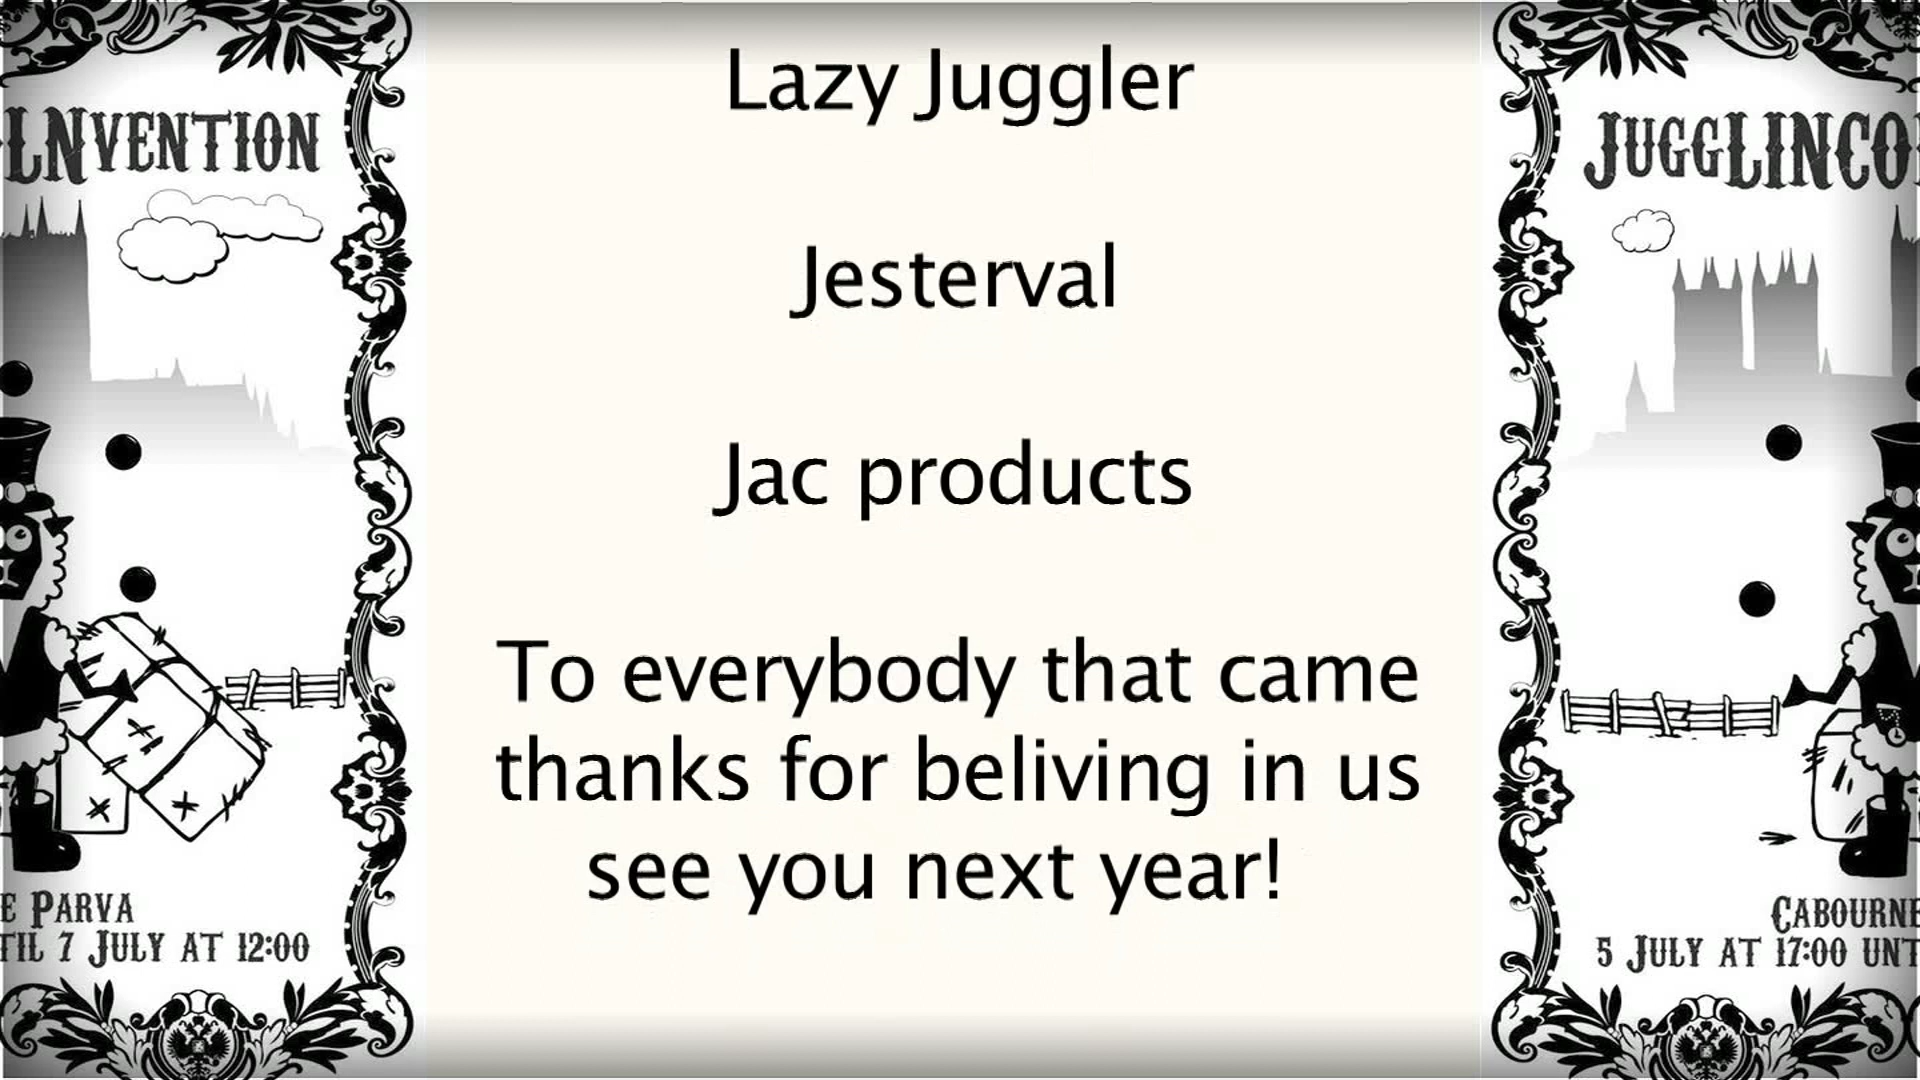 LNVENTION
E PARVA
TIL 7 JULY AT 12:00
Lazy Juggler
Jesterval
Jac products
To everybody that came
thanks for beliving in us
see you next year!
JUGGLINCO
CABOURNE
5 JULY AT 17:00 UNT